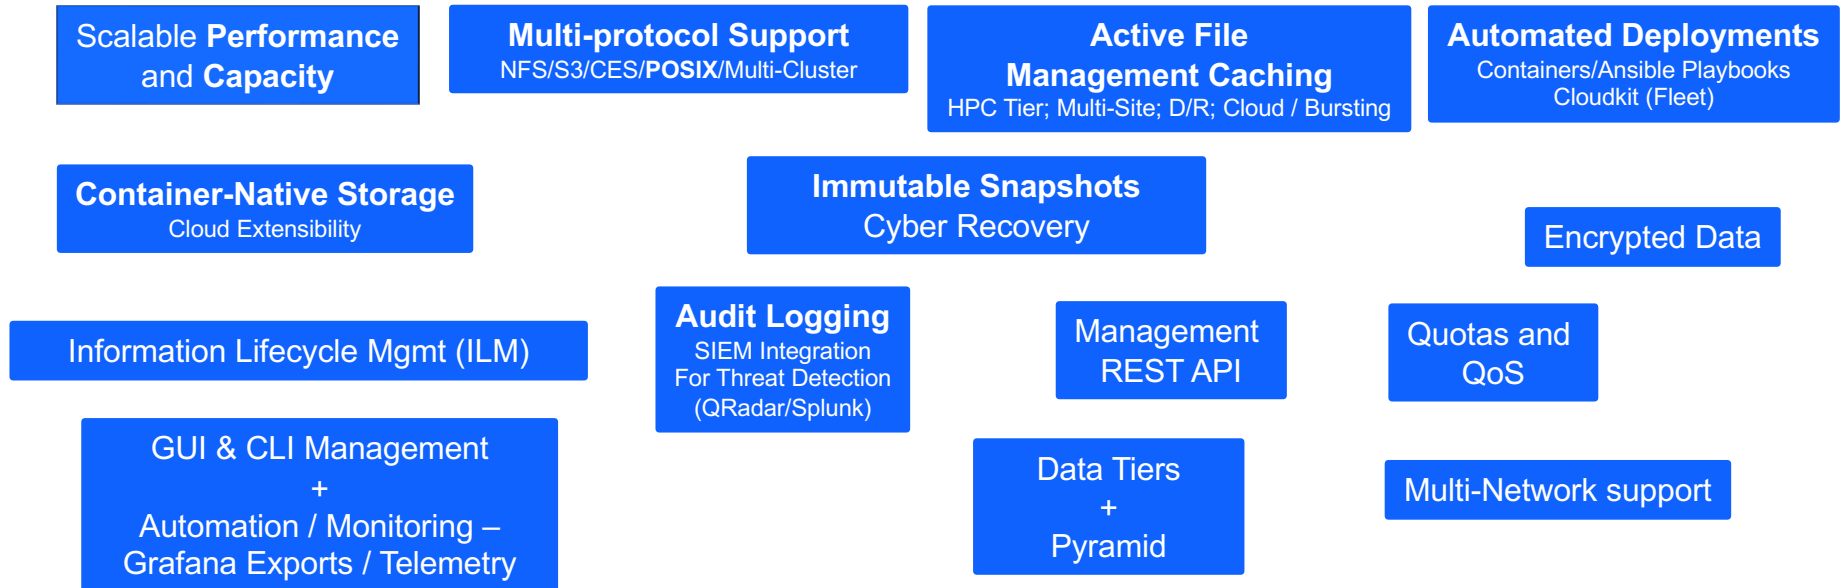 Scalable Performance
and Capacity
Multi-protocol Support
NFS/S3/CES/POSIX/Multi-Cluster
Active File
Management Caching
HPC Tier; Multi-Site; D/R; Cloud / Bursting
Automated Deployments
Containers/Ansible Playbooks
Cloudkit (Fleet)
Container-Native Storage
Cloud Extensibility
Immutable Snapshots
Cyber Recovery
Encrypted Data
Information Lifecycle Mgmt (ILM)
Audit Logging
SIEM Integration
For Threat Detection
(QRadar/Splunk)
Management
REST API
Quotas and
QoS
GUI & CLI Management
+
Automation / Monitoring –
Grafana Exports / Telemetry
Data Tiers
+
Pyramid
Multi-Network support